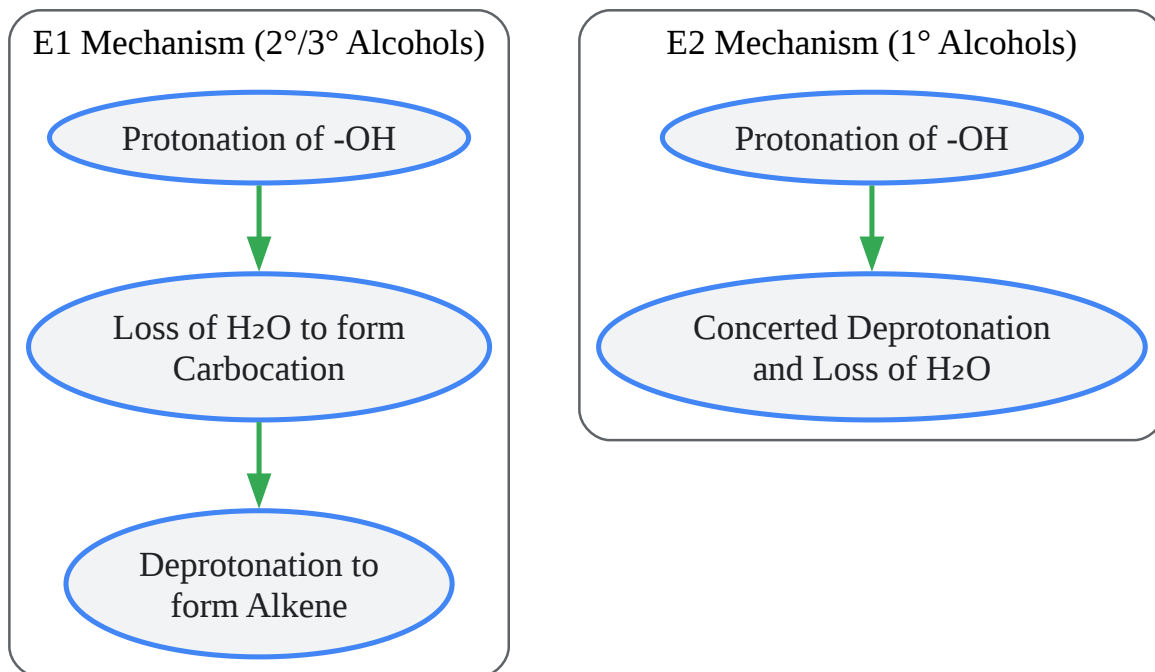 E1 Mechanism (2°/3° Alcohols)
Protonation of -OH
Loss of H₂O to form
Carbocation
Deprotonation to
form Alkene
E2 Mechanism (1° Alcohols)
Protonation of -OH
Concerted Deprotonation
and Loss of H₂O